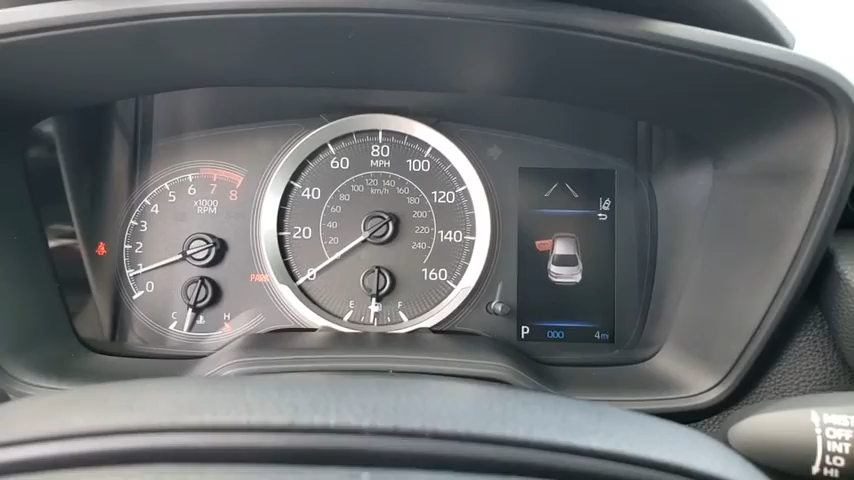 0 1 2 3 4 5 6 7 8
x1000
RPM
C H
PARK
0 20 40 60 80 100 120 140 160
MPH
20 40 60 80 100 120 140 160 180 200 220 240
km/h
E F
P 000 4 mi
MIST
OFF
INT
LO
HI